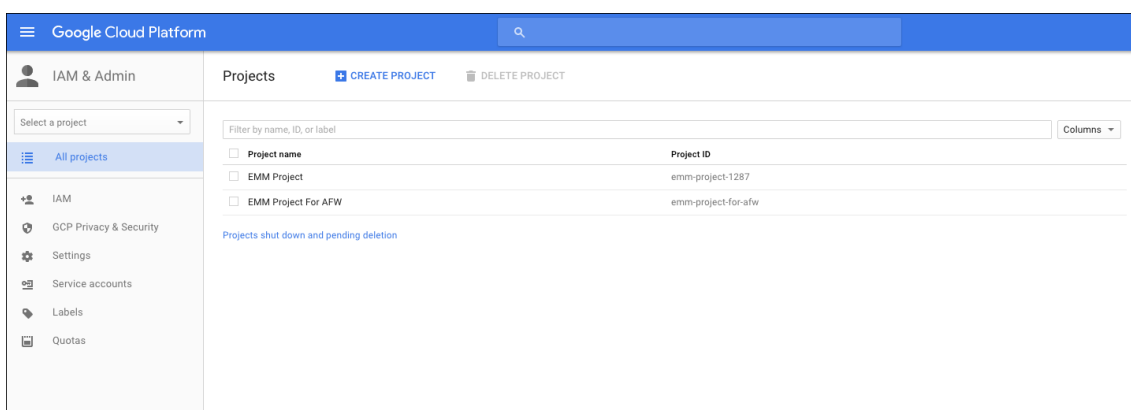 Google Cloud Platform
IAM & Admin
Projects CREATE PROJECT DELETE PROJECT
Select a project
All projects
IAM
GCP Privacy & Security
Settings
Service accounts
Labels
Quotas
Filter by name, ID, or label Columns
Project name Project ID
EMM Project emm-project-1287
EMM Project For AFW emm-project-for-afw
Projects shut down and pending deletion